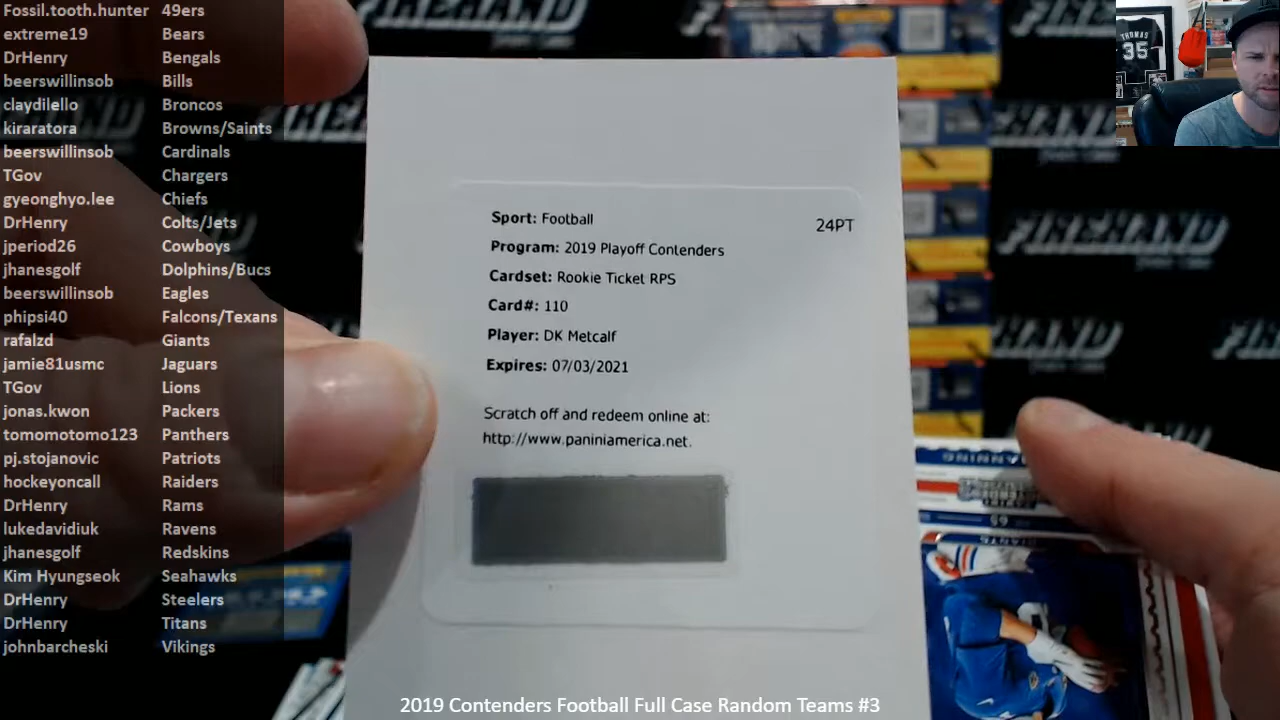 Fossil.tooth.hunter 49ers
extreme19 Bears
DrHenry Bengals
beerswillinsob Bills
claydilello Broncos
kiraratora Browns/Saints
beerswillinsob Cardinals
TGov Chargers
gyeonghyo.lee Chiefs
DrHenry Colts/Jets
jperiod26 Cowboys
jhanesgolf Dolphins/Bucs
beerswillinsob Eagles
phipsi40 Falcons/Texans
rafalzd Giants
jamie81usmc Jaguars
TGov Lions
jonas.kwon Packers
tomomotomo123 Panthers
pj.stojanovic Patriots
hockeyoncall Raiders
DrHenry Rams
lukedavidiuk Ravens
jhanesgolf Redskins
Kim Hyungseok Seahawks
DrHenry Steelers
DrHenry Titans
johnbarcheski Vikings
Sport: Football
24PT
Program: 2019 Playoff Contenders
Cardset: Rookie Ticket RPS
Card#: 110
Player: DK Metcalf
Expires: 07/03/2021
Scratch off and redeem online at:
http://www.paniniamerica.net.
THOMAS
35
FIREHAND
GIANTS
2019 Contenders Football Full Case Random Teams #3